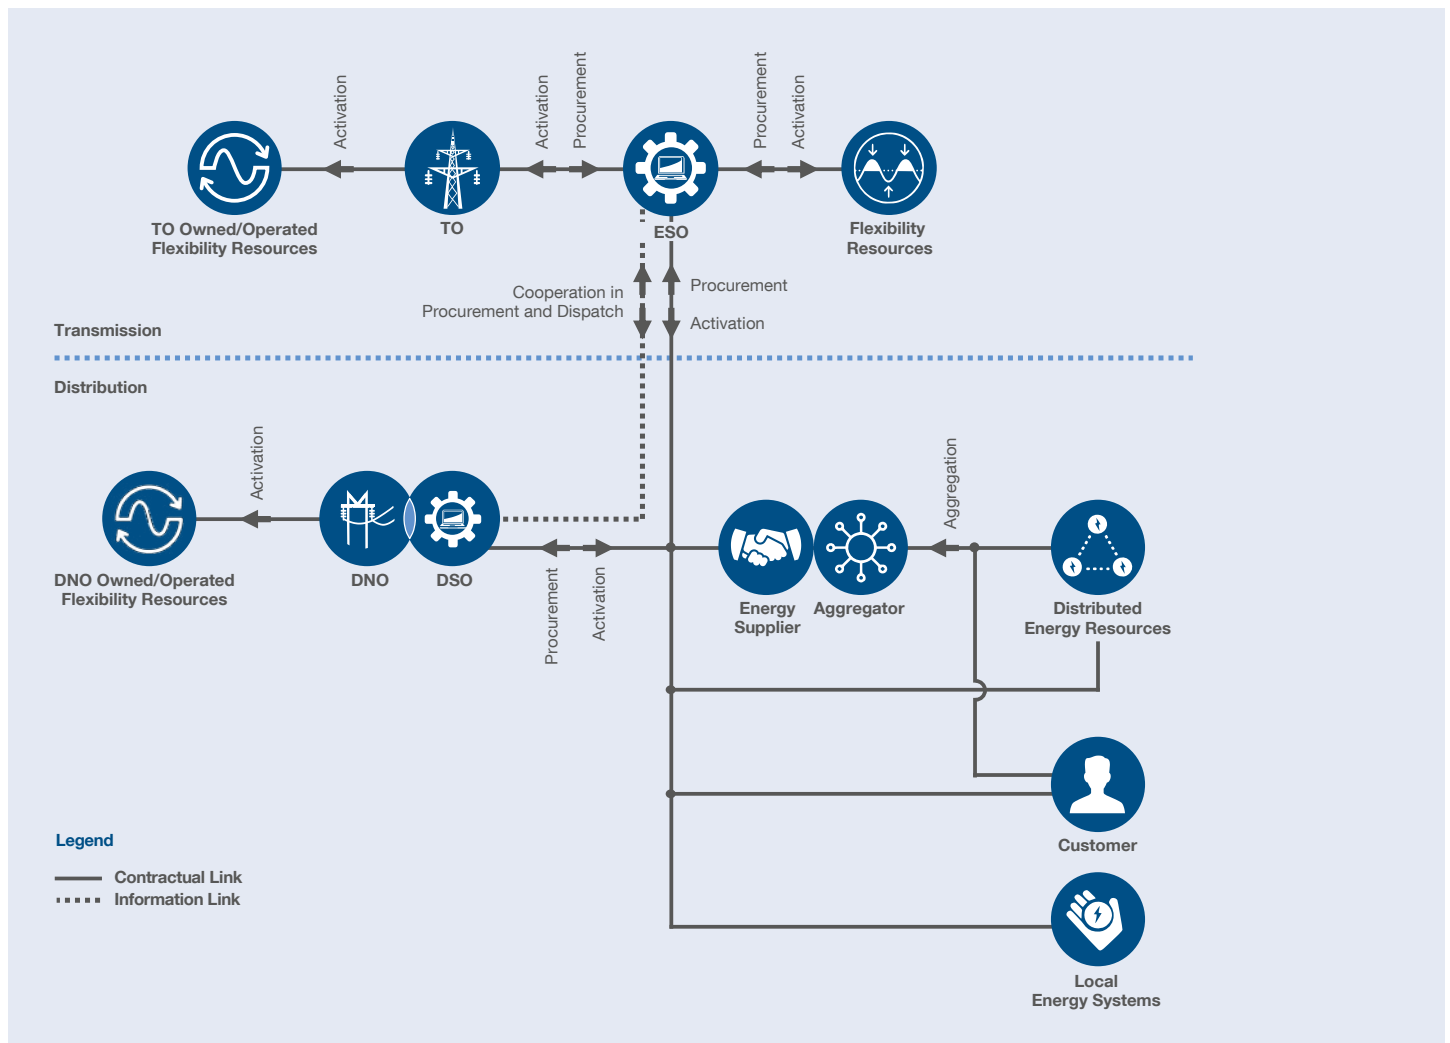 Activation
Activation
Procurement
Procurement
Activation
TO Owned/Operated
Flexibility Resources
TO
ESO
Flexibility
Resources
Cooperation in
Procurement and Dispatch
Procurement
Activation
Transmission
Distribution
Activation
Aggregation
DNO Owned/Operated
Flexibility Resources
DNO
DSO
Procurement
Activation
Energy
Supplier
Aggregator
Distributed
Energy Resources
Customer
Legend
Contractual Link
Information Link
Local
Energy Systems